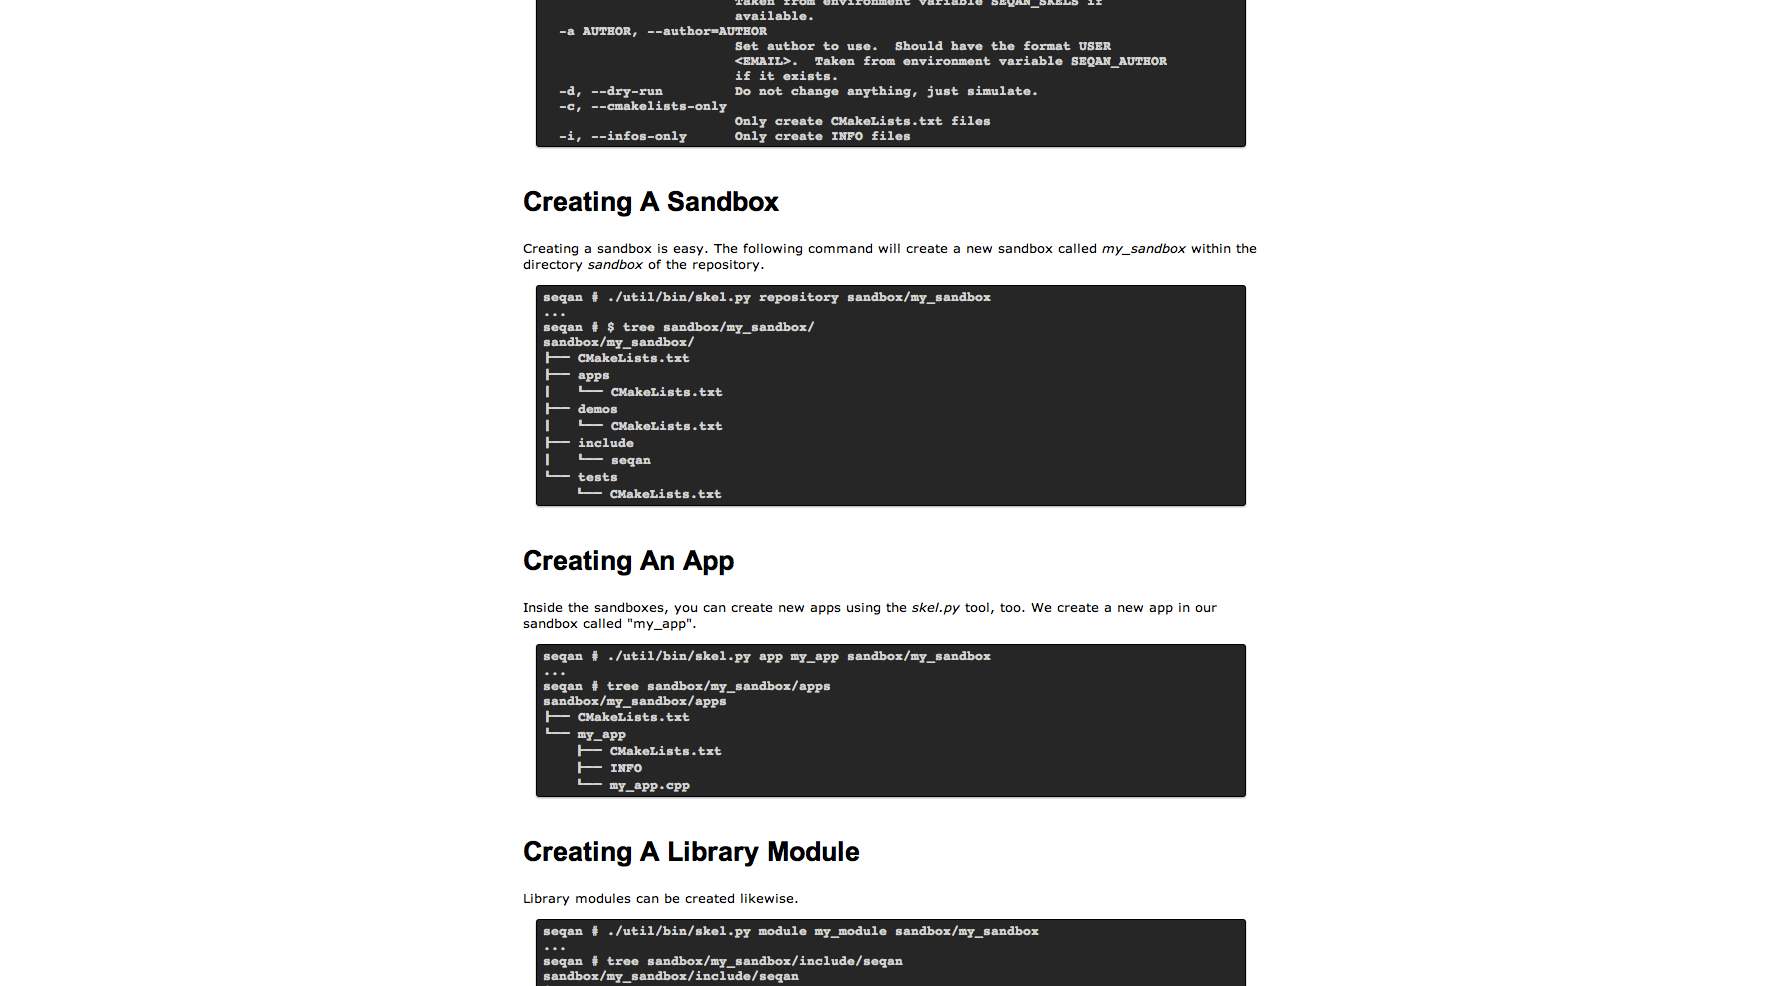 Taken from environment variable SEQAN_SKELS if
available.
-a AUTHOR, --author=AUTHOR
Set author to use.  Should have the format USER
<EMAIL>.  Taken from environment variable SEQAN_AUTHOR
if it exists.
-d, --dry-run         Do not change anything, just simulate.
-c, --cmakelists-only
Only create CMakeLists.txt files
-i, --infos-only      Only create INFO files
Creating A Sandbox
Creating a sandbox is easy. The following command will create a new sandbox called my_sandbox within the
directory sandbox of the repository.
seqan # ./util/bin/skel.py repository sandbox/my_sandbox
...
seqan # $ tree sandbox/my_sandbox/
sandbox/my_sandbox/
├── CMakeLists.txt
├── apps
│   └── CMakeLists.txt
├── demos
│   └── CMakeLists.txt
├── include
│   └── seqan
└── tests
    └── CMakeLists.txt
Creating An App
Inside the sandboxes, you can create new apps using the skel.py tool, too. We create a new app in our
sandbox called "my_app".
seqan # ./util/bin/skel.py app my_app sandbox/my_sandbox
...
seqan # tree sandbox/my_sandbox/apps
sandbox/my_sandbox/apps
├── CMakeLists.txt
└── my_app
    ├── CMakeLists.txt
    ├── INFO
    └── my_app.cpp
Creating A Library Module
Library modules can be created likewise.
seqan # ./util/bin/skel.py module my_module sandbox/my_sandbox
...
seqan # tree sandbox/my_sandbox/include/seqan
sandbox/my_sandbox/include/seqan